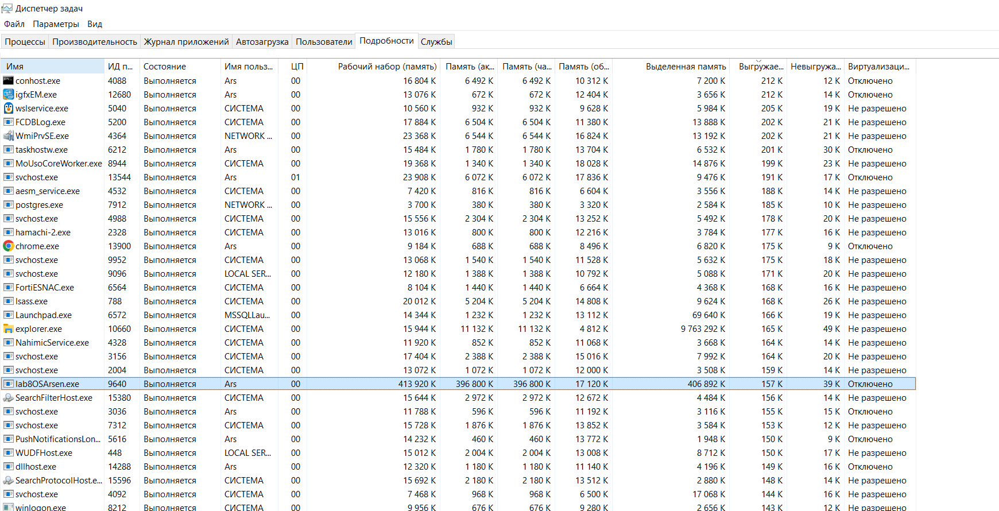 Диспетчер задач
Файл Параметры Вид
Процессы Производительность Журнал приложений Автозагрузка Пользователи Подробности Службы
Имя ИД п... Состояние Имя польз... ЦП Рабочий набор (память) Память (ак... Память (ча... Память (об... Выделенная память Выгружае... Невыгружа... Виртуализаци...
conhost.exe 4088 Выполняется Ars 00 16 804 K 6 492 K 6 492 K 10 312 K 7 200 K 212 K 12 K Отключено
igfxEM.exe 12680 Выполняется Ars 00 13 076 K 672 K 672 K 12 404 K 3 656 K 212 K 14 K Отключено
wslservice.exe 5040 Выполняется СИСТЕМА 00 10 560 K 932 K 932 K 9 628 K 5 984 K 205 K 19 K Не разрешено
FCDBLog.exe 5200 Выполняется СИСТЕМА 00 17 884 K 6 504 K 6 504 K 11 380 K 13 888 K 202 K 21 K Не разрешено
WmiPrvSE.exe 4364 Выполняется NETWORK ... 00 23 368 K 6 544 K 6 544 K 16 824 K 13 192 K 202 K 21 K Не разрешено
taskhostw.exe 6212 Выполняется Ars 00 15 484 K 1 780 K 1 780 K 13 704 K 6 532 K 201 K 30 K Отключено
MoUsoCoreWorker.exe 8944 Выполняется СИСТЕМА 00 19 368 K 1 340 K 1 340 K 18 028 K 14 876 K 199 K 23 K Не разрешено
svchost.exe 13544 Выполняется Ars 01 23 908 K 6 072 K 6 072 K 17 836 K 9 476 K 191 K 17 K Отключено
aesm_service.exe 4532 Выполняется СИСТЕМА 00 7 420 K 816 K 816 K 6 604 K 3 556 K 188 K 14 K Не разрешено
postgres.exe 7912 Выполняется NETWORK ... 00 3 700 K 380 K 380 K 3 320 K 2 584 K 185 K 10 K Не разрешено
svchost.exe 4988 Выполняется СИСТЕМА 00 15 556 K 2 304 K 2 304 K 13 252 K 5 492 K 178 K 20 K Не разрешено
hamachi-2.exe 2328 Выполняется СИСТЕМА 00 13 016 K 800 K 800 K 12 216 K 3 784 K 177 K 16 K Не разрешено
chrome.exe 13900 Выполняется Ars 00 9 184 K 688 K 688 K 8 496 K 6 820 K 175 K 9 K Отключено
svchost.exe 9952 Выполняется СИСТЕМА 00 13 068 K 1 540 K 1 540 K 11 528 K 5 632 K 175 K 18 K Не разрешено
svchost.exe 9096 Выполняется LOCAL SER... 00 12 180 K 1 388 K 1 388 K 10 792 K 5 088 K 171 K 20 K Не разрешено
FortiESNAC.exe 6564 Выполняется СИСТЕМА 00 8 104 K 1 440 K 1 440 K 6 664 K 4 368 K 168 K 16 K Не разрешено
lsass.exe 788 Выполняется СИСТЕМА 00 20 012 K 5 204 K 5 204 K 14 808 K 9 624 K 168 K 26 K Не разрешено
Launchpad.exe 6572 Выполняется MSSQLLau... 00 14 344 K 1 232 K 1 232 K 13 112 K 69 640 K 166 K 19 K Не разрешено
explorer.exe 10660 Выполняется СИСТЕМА 00 15 944 K 11 132 K 11 132 K 4 812 K 9 763 292 K 165 K 49 K Не разрешено
NahimicService.exe 4328 Выполняется СИСТЕМА 00 11 920 K 852 K 852 K 11 068 K 3 668 K 164 K 14 K Не разрешено
svchost.exe 3156 Выполняется СИСТЕМА 00 17 404 K 2 388 K 2 388 K 15 016 K 7 992 K 164 K 20 K Не разрешено
svchost.exe 2004 Выполняется СИСТЕМА 00 13 072 K 1 072 K 1 072 K 12 000 K 3 508 K 159 K 14 K Не разрешено
lab8OSArsen.exe 9640 Выполняется Ars 00 413 920 K 396 800 K 396 800 K 17 120 K 406 892 K 157 K 39 K Отключено
SearchFilterHost.exe 15380 Выполняется СИСТЕМА 00 15 644 K 2 972 K 2 972 K 12 672 K 4 484 K 156 K 14 K Не разрешено
svchost.exe 3036 Выполняется Ars 00 11 788 K 596 K 596 K 11 192 K 3 116 K 155 K 15 K Отключено
svchost.exe 7312 Выполняется СИСТЕМА 00 15 728 K 1 876 K 1 876 K 13 852 K 3 584 K 153 K 12 K Не разрешено
PushNotificationsLon... 5616 Выполняется Ars 00 14 232 K 460 K 460 K 13 772 K 1 948 K 150 K 9 K Отключено
WUDFHost.exe 448 Выполняется LOCAL SER... 00 15 012 K 2 004 K 2 004 K 13 008 K 8 712 K 150 K 17 K Не разрешено
dllhost.exe 14288 Выполняется Ars 00 12 320 K 1 180 K 1 180 K 11 140 K 4 196 K 149 K 16 K Отключено
SearchProtocolHost.e... 15596 Выполняется СИСТЕМА 00 15 692 K 2 180 K 2 180 K 13 512 K 2 880 K 148 K 14 K Не разрешено
svchost.exe 4092 Выполняется СИСТЕМА 00 7 468 K 968 K 968 K 6 500 K 17 068 K 144 K 16 K Не разрешено
winlogon.exe 8212 Выполняется СИСТЕМА 00 9 956 K 676 K 676 K 9 280 K 2 656 K 143 K 12 K Не разрешено